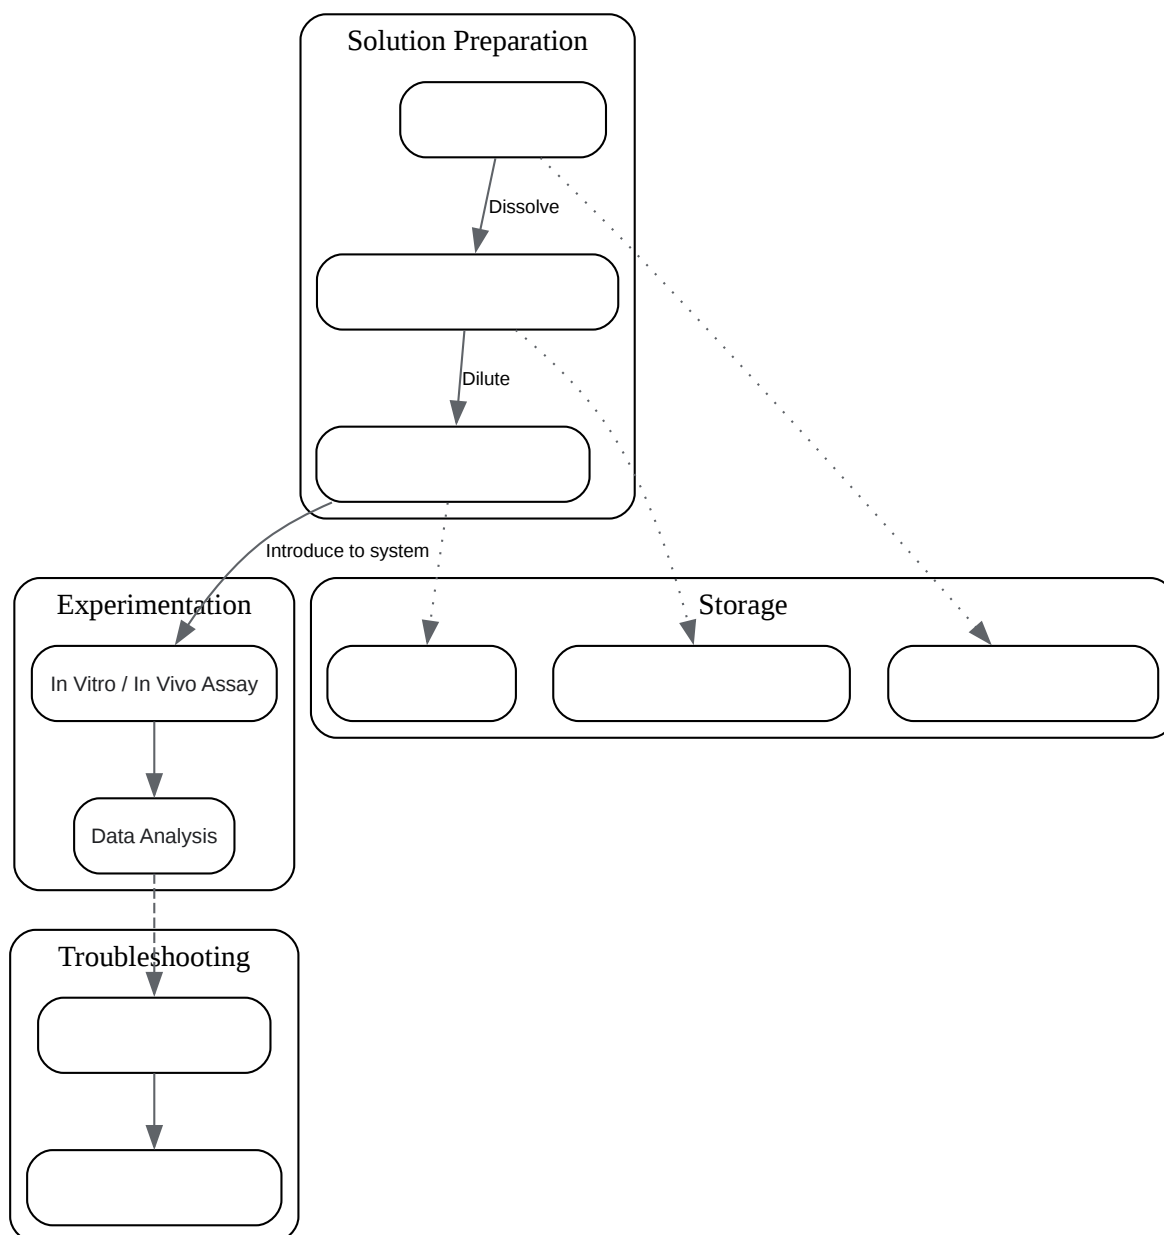 Solution Preparation
Dissolve
Dilute
Introduce to system
Experimentation
Storage
In Vitro / In Vivo Assay
Data Analysis
Troubleshooting